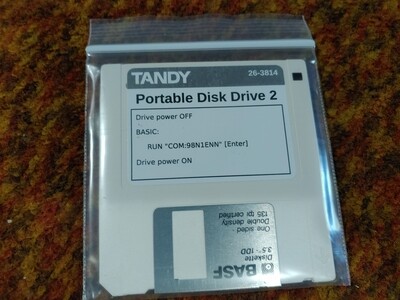 TANDY 26-3814
Portable Disk Drive 2
Drive power OFF
BASIC:
RUN "COM:98N1ENN" [Enter]
Drive power ON
BASF
Diskette
3.5" 1DD
One sided
Double density
135 tpi certified